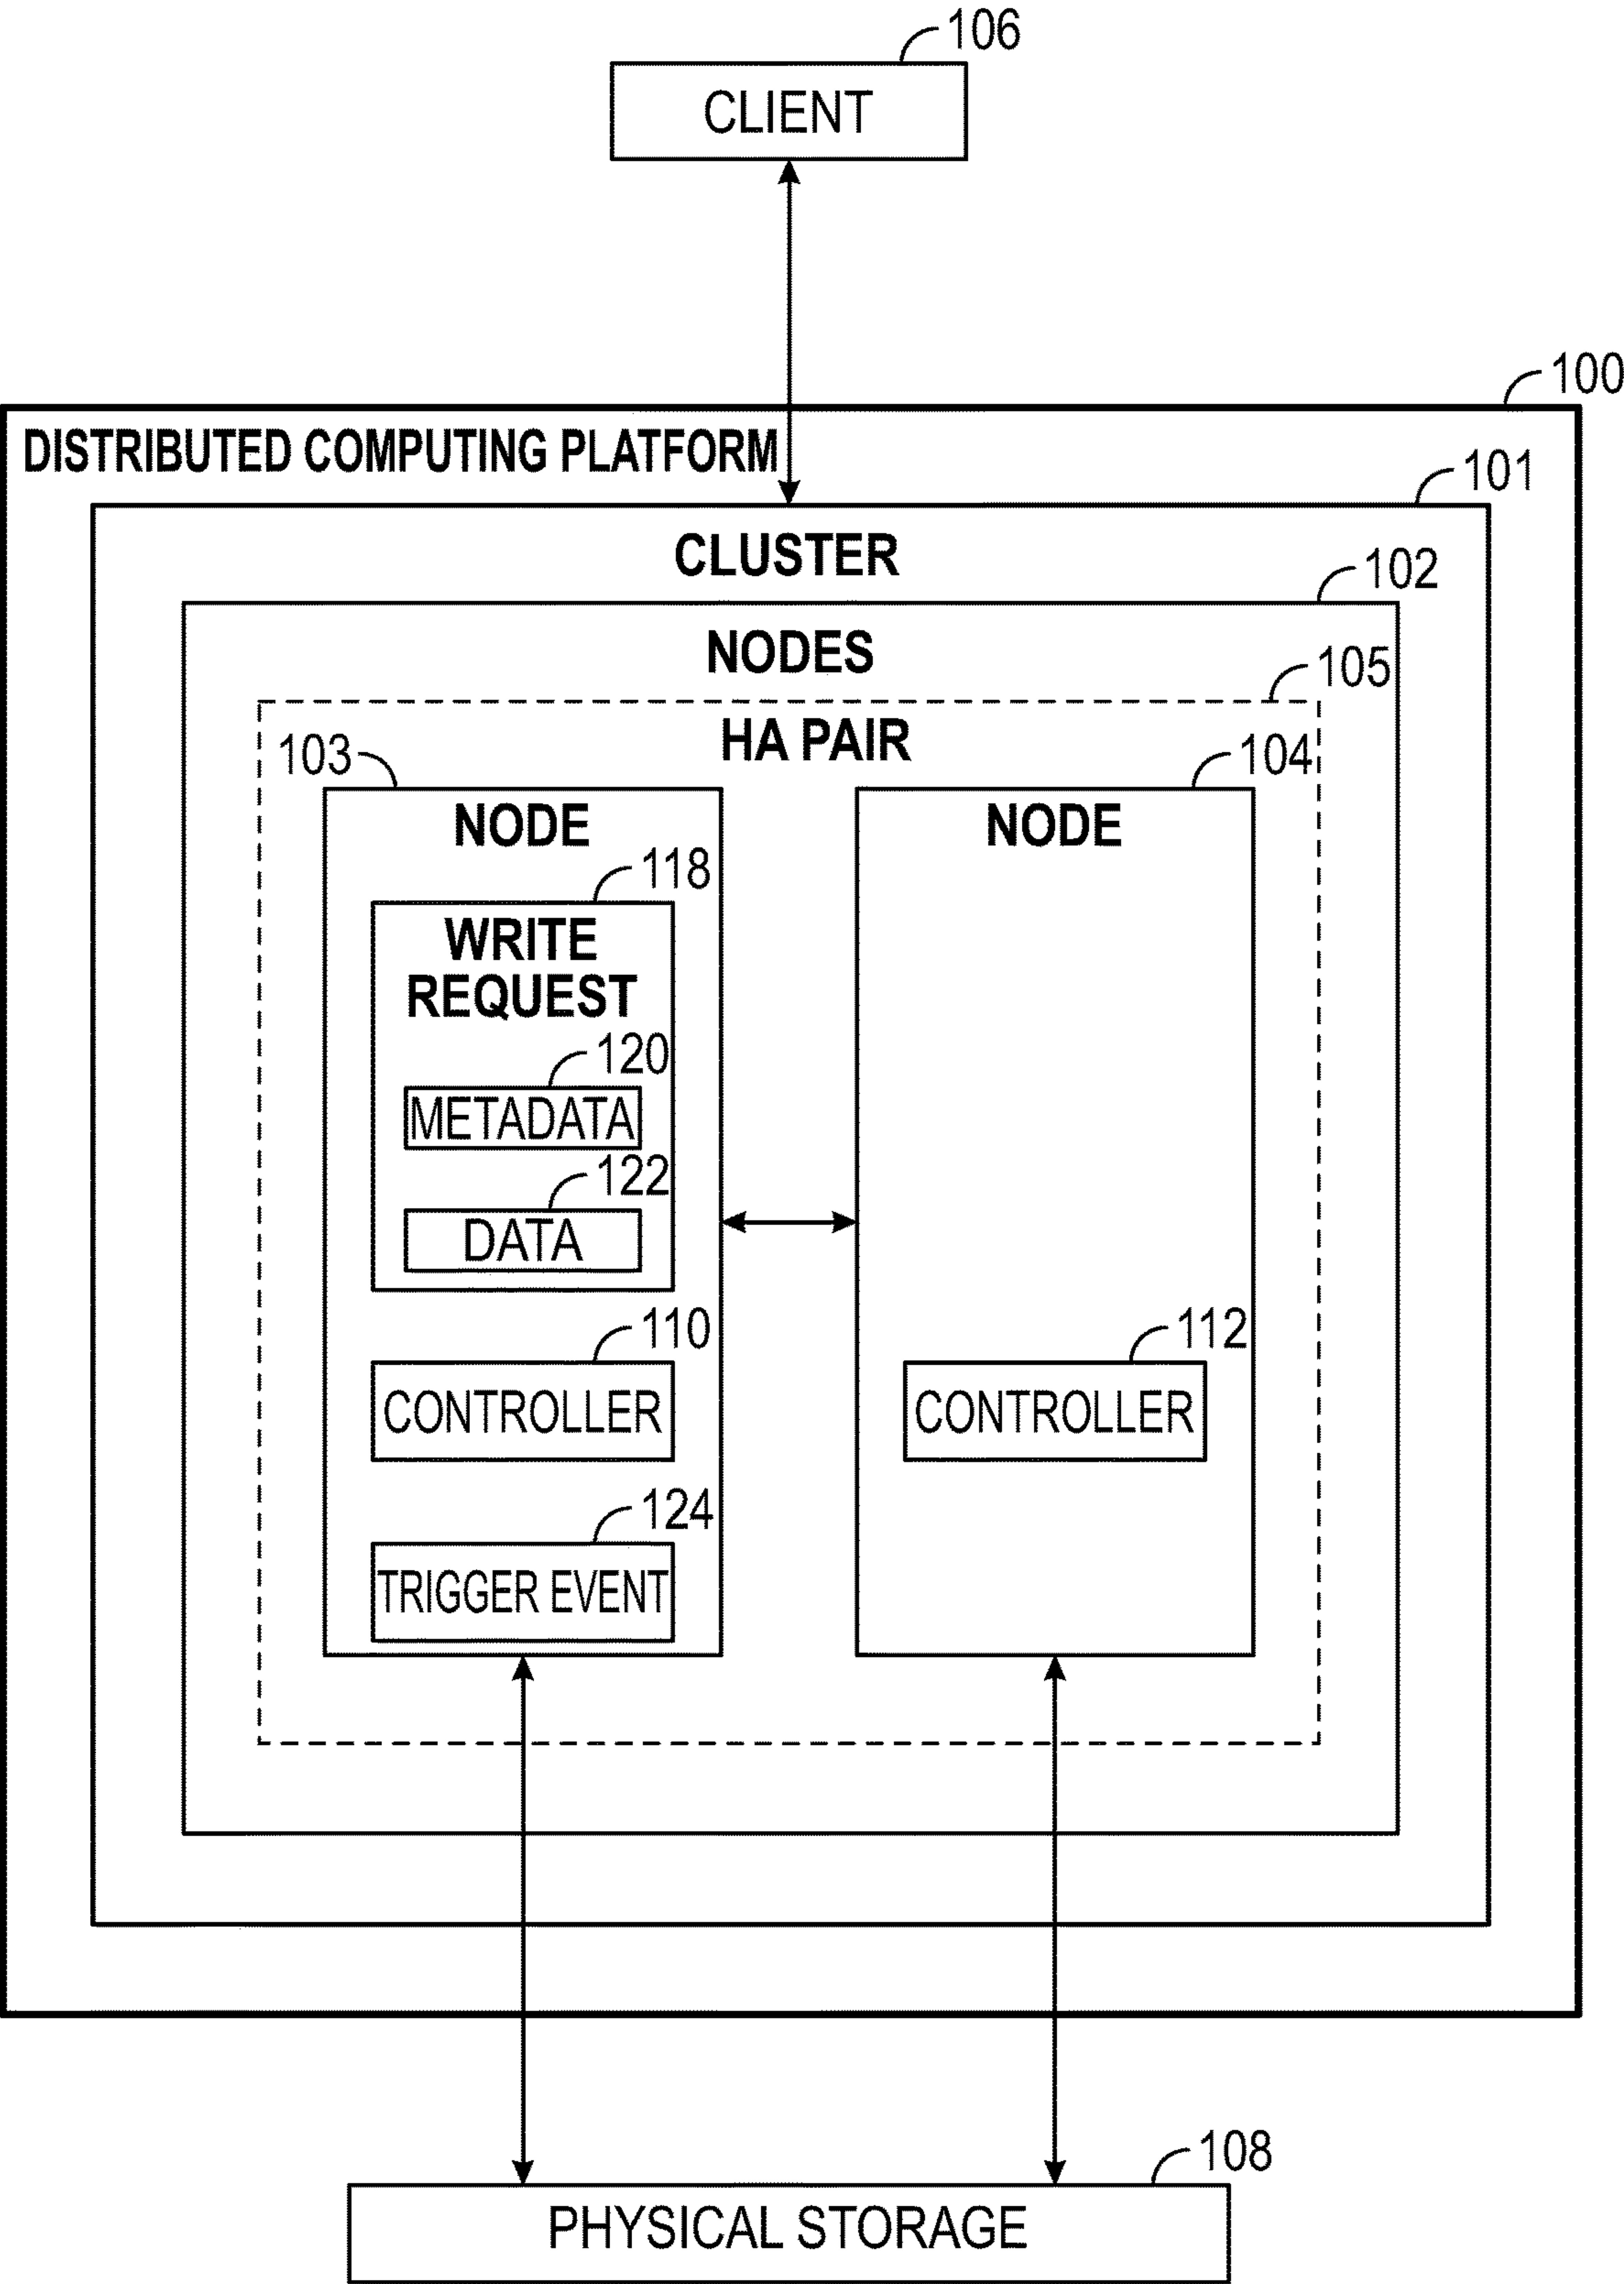 106
CLIENT
100
DISTRIBUTED COMPUTING PLATFORM
101
CLUSTER
102
NODES
105
HA PAIR
103
104
NODE
NODE
118
WRITE
REQUEST
120
METADATA
122
DATA
110
112
CONTROLLER
CONTROLLER
124
TRIGGER EVENT
108
PHYSICAL STORAGE